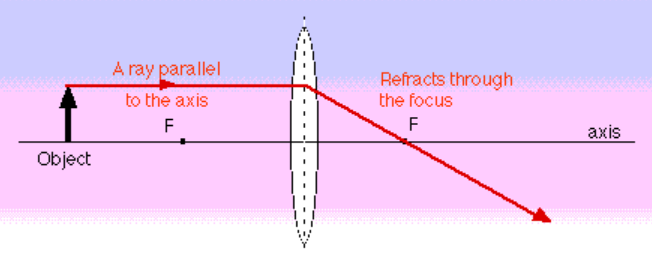 A ray parallel
to the axis
Refracts through
the focus
F
F
axis
Object